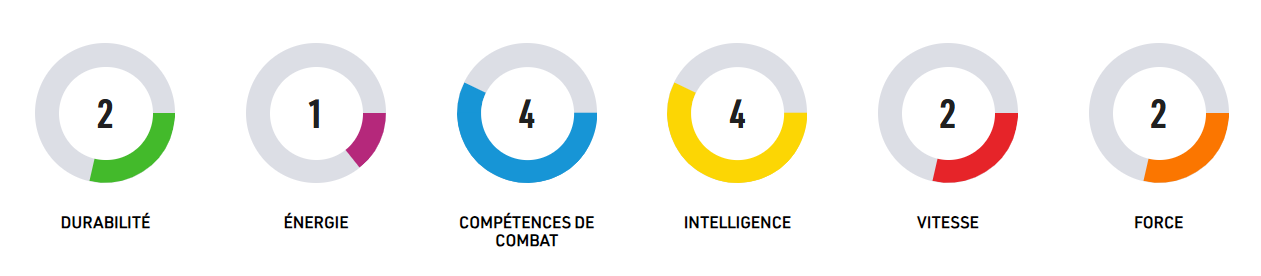 2
1
4
4
2
2
DURABILITÉ
ÉNERGIE
COMPÉTENCES DE
COMBAT
INTELLIGENCE
VITESSE
FORCE